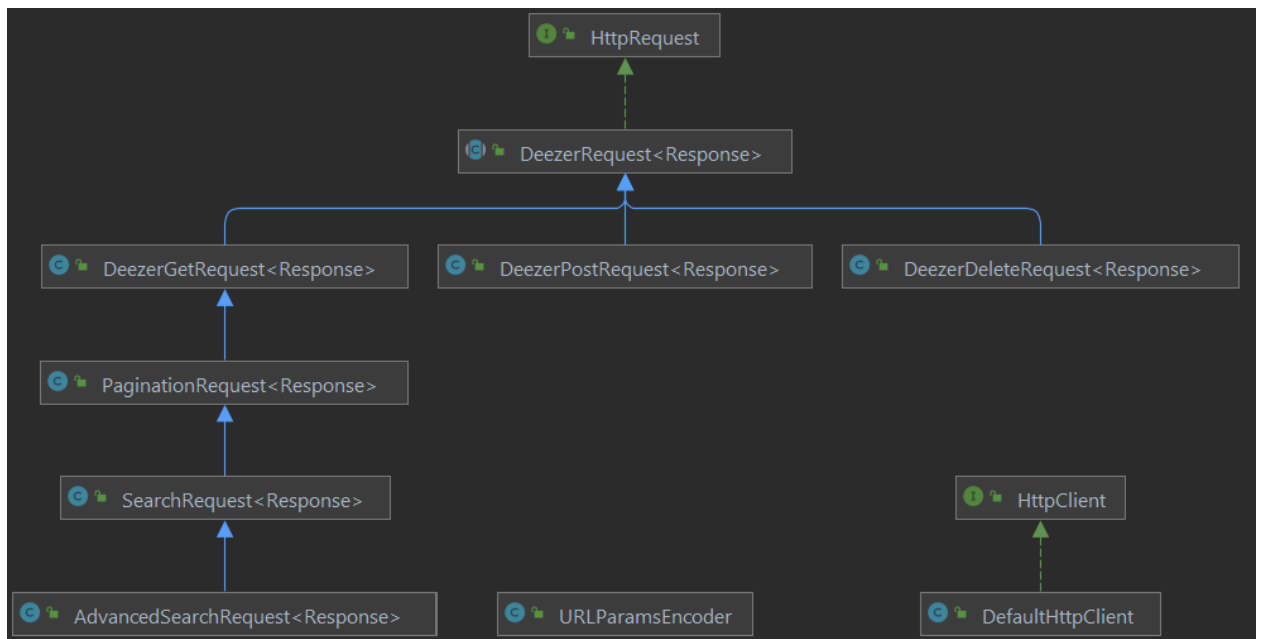 HttpRequest
DeezerRequest<Response>
DeezerGetRequest<Response>
DeezerPostRequest<Response>
DeezerDeleteRequest<Response>
PaginationRequest<Response>
SearchRequest<Response>
HttpClient
AdvancedSearchRequest<Response>
URLParamsEncoder
DefaultHttpClient